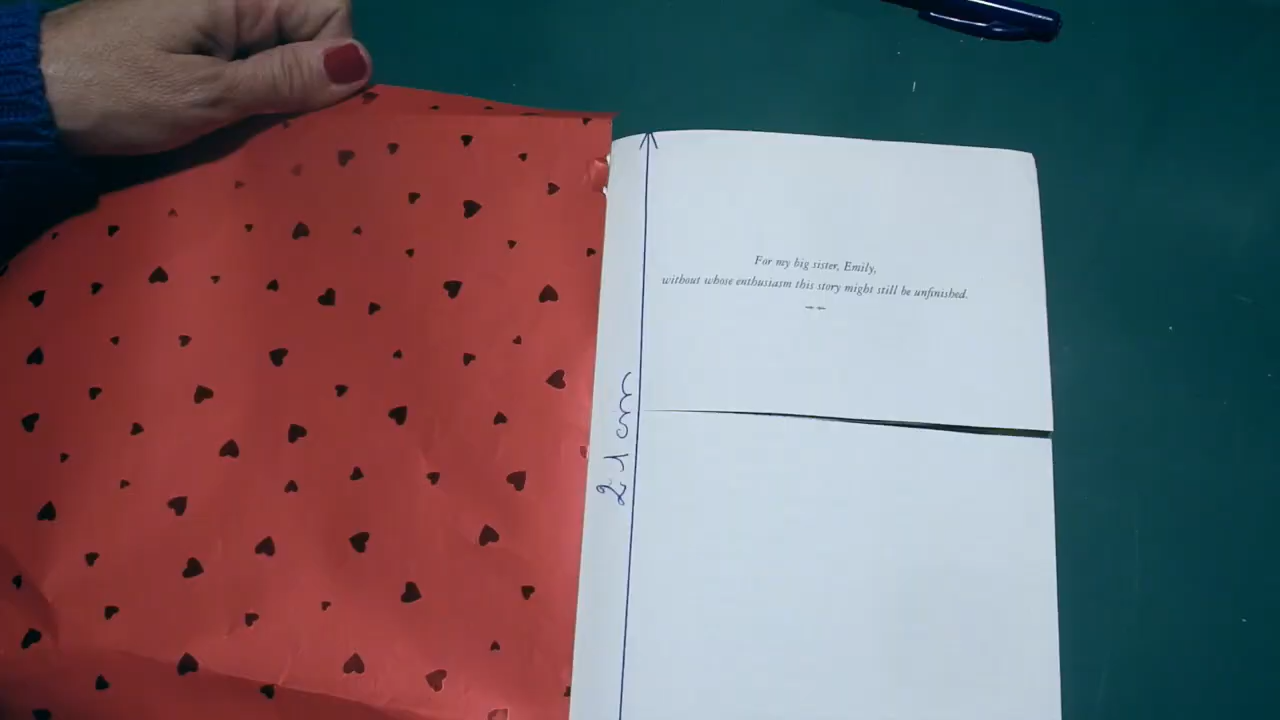 For my big sister, Emily,
without whose enthusiasm this story might still be unfinished.
21 cm